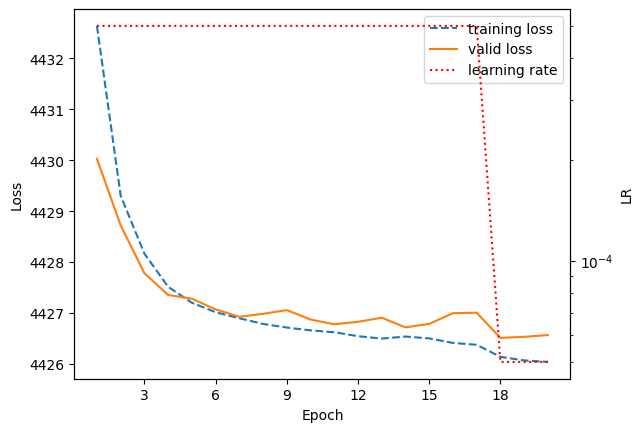 training loss
valid loss
learning rate
4432
4431
4430
4429
4428
4427
4426
Loss
LR
10^{-4}
3 6 9 12 15 18
Epoch